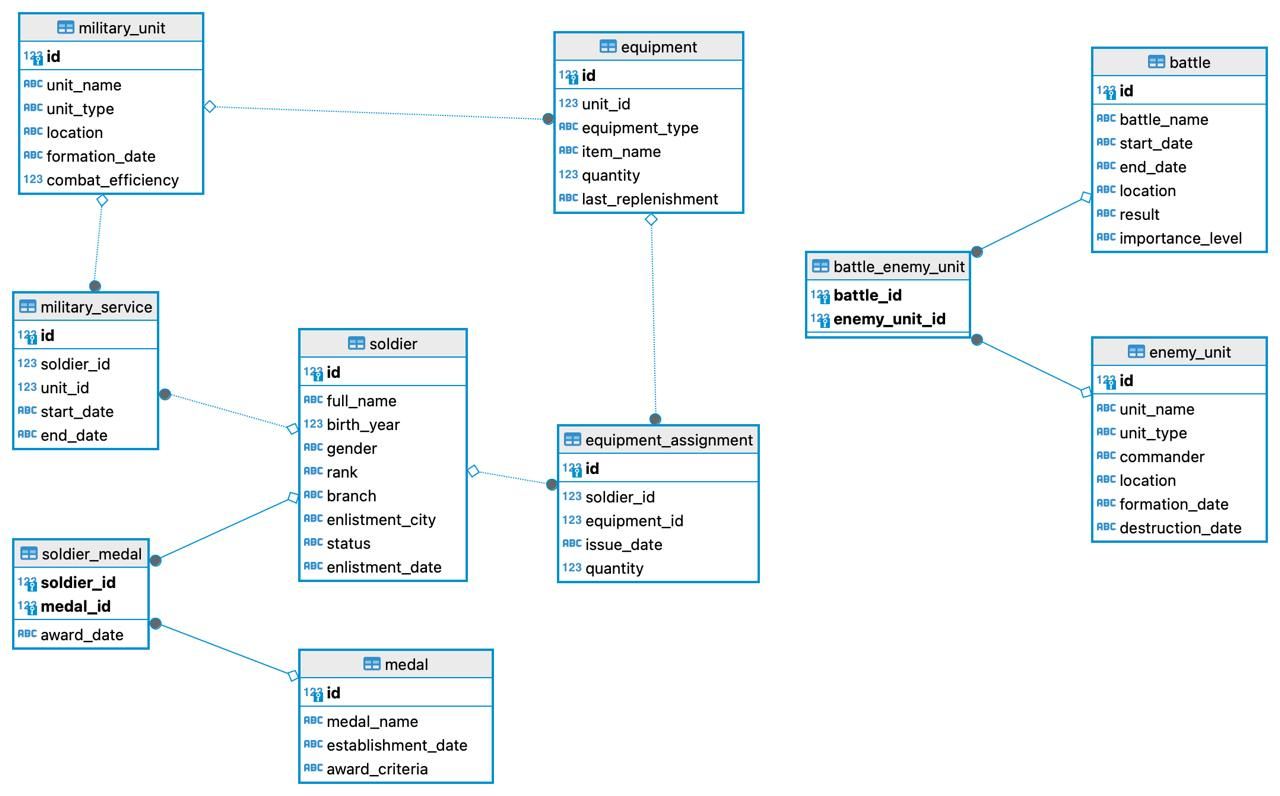 military_unit
123 id
ABC unit_name
ABC unit_type
ABC location
ABC formation_date
123 combat_efficiency
equipment
123 id
123 unit_id
ABC equipment_type
ABC item_name
123 quantity
ABC last_replenishment
battle
123 id
ABC battle_name
ABC start_date
ABC end_date
ABC location
ABC result
ABC importance_level
battle_enemy_unit
123 battle_id
123 enemy_unit_id
military_service
123 id
123 soldier_id
123 unit_id
ABC start_date
ABC end_date
soldier
123 id
ABC full_name
123 birth_year
ABC gender
ABC rank
ABC branch
ABC enlistment_city
ABC status
ABC enlistment_date
enemy_unit
123 id
ABC unit_name
ABC unit_type
ABC commander
ABC location
ABC formation_date
ABC destruction_date
equipment_assignment
123 id
123 soldier_id
123 equipment_id
ABC issue_date
123 quantity
soldier_medal
123 soldier_id
123 medal_id
ABC award_date
medal
123 id
ABC medal_name
ABC establishment_date
ABC award_criteria